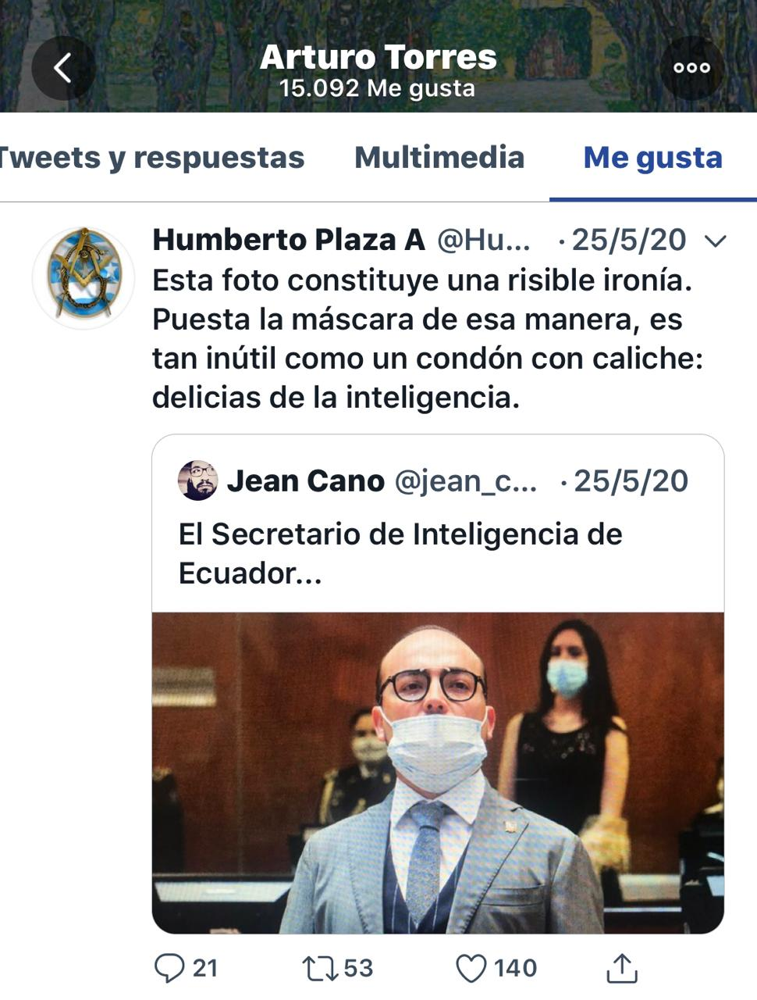 Arturo Torres
15.092 Me gusta
Tweets y respuestas Multimedia Me gusta
Humberto Plaza A @Hu... · 25/5/20
Esta foto constituye una risible ironía.
Puesta la máscara de esa manera, es
tan inútil como un condón con caliche:
delicias de la inteligencia.
Jean Cano @jean_c... · 25/5/20
El Secretario de Inteligencia de
Ecuador...
21 53 140